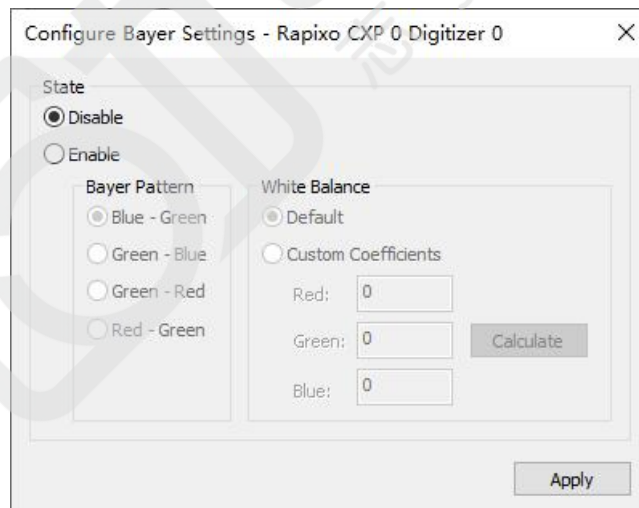 Configure Bayer Settings - Rapixo CXP 0 Digitizer 0
State
Disable
Enable
Bayer Pattern
Blue - Green
Green - Blue
Green - Red
Red - Green
White Balance
Default
Custom Coefficients
Red: 0
Green: 0 Calculate
Blue: 0
Apply